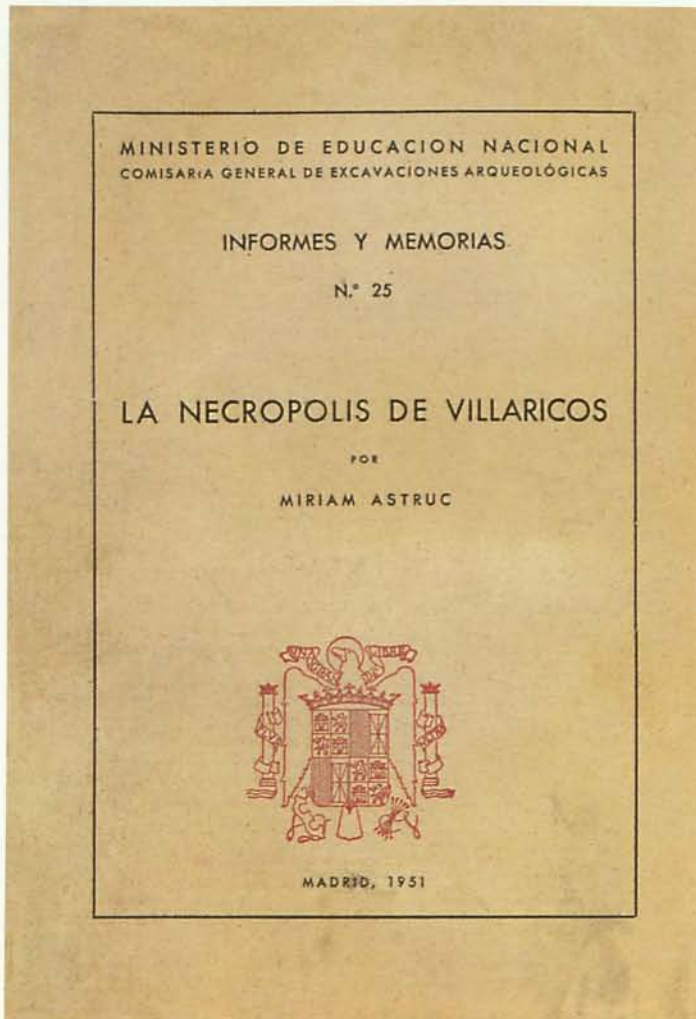 MINISTERIO DE EDUCACION NACIONAL
COMISARíA GENERAL DE EXCAVACIONES ARQUEOLÓGICAS
INFORMES Y MEMORIAS
N.° 25
LA NECROPOLIS DE VILLARICOS
POR
MIRIAM ASTRUC
MADRID, 1951